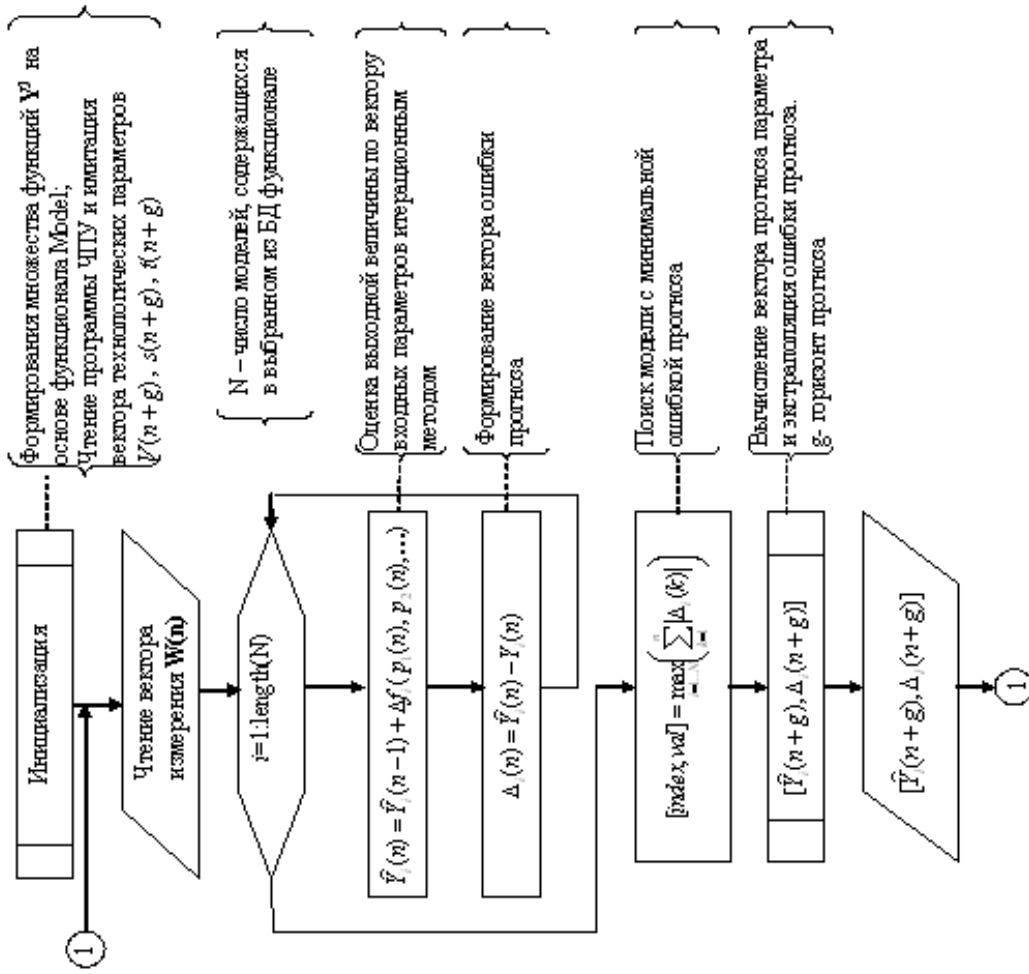 1
Инициализация
Формирования множества функций Yʲ на
основе функционала Model;
Чтение программы ЧПУ и имитация
вектора технологических параметров
V(n+g), s(n+g), t(n+g)
Чтение вектора
измерения W(n)
i=1:length(N)
N – число моделей, содержащихся
в выбранном из БД функционале
Ŷᵢ(n) = Ŷᵢ(n−1) + Δfᵢ(p₁(n), p₂(n),…)
Оценка выходной величины по вектору
входных параметров итерационным
методом
Δᵢ(n) = Ŷᵢ(n) − Yᵢ(n)
Формирование вектора ошибки
прогноза
[index, val] = max(∑|Δᵢ(k)|)
Поиск модели с минимальной
ошибкой прогноза
[Ŷᵢ(n+g), Δᵢ(n+g)]
Вычисление вектора прогноза параметра
и экстраполяция ошибки прогноза.
g- горизонт прогноза
[Ŷᵢ(n+g), Δᵢ(n+g)]
1